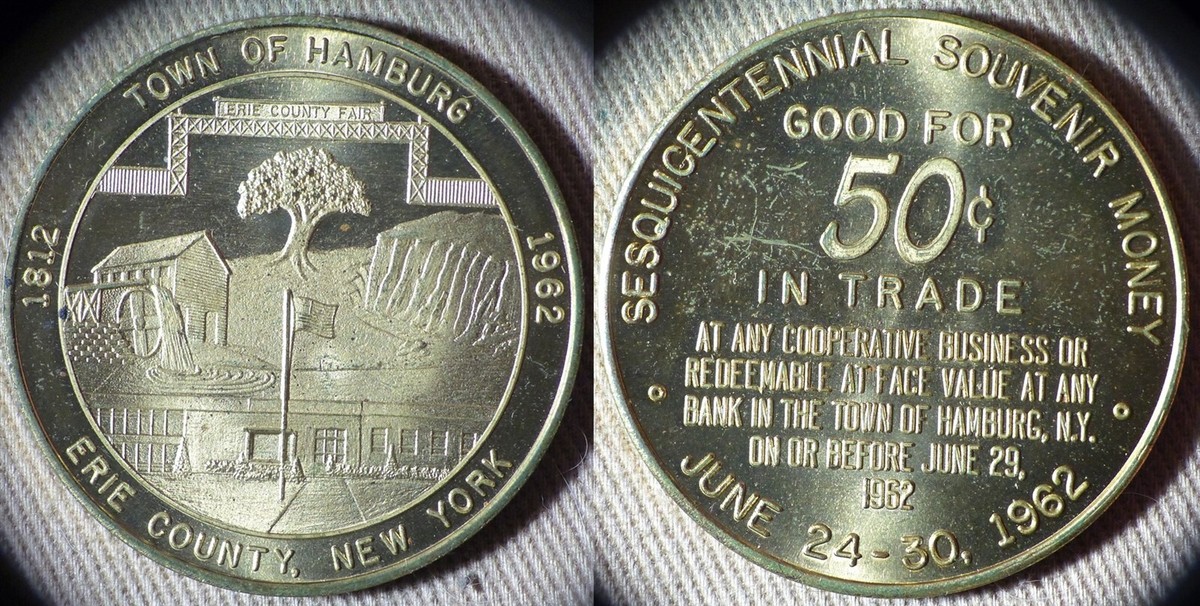 TOWN OF HAMBURG
ERIE COUNTY FAIR
1812
1962
ERIE COUNTY, NEW YORK
SESQUICENTENNIAL SOUVENIR MONEY
GOOD FOR
50¢
IN TRADE
AT ANY COOPERATIVE BUSINESS OR
REDEEMABLE AT FACE VALUE AT ANY
BANK IN THE TOWN OF HAMBURG, N.Y.
ON OR BEFORE JUNE 29,
1962
JUNE 24-30, 1962